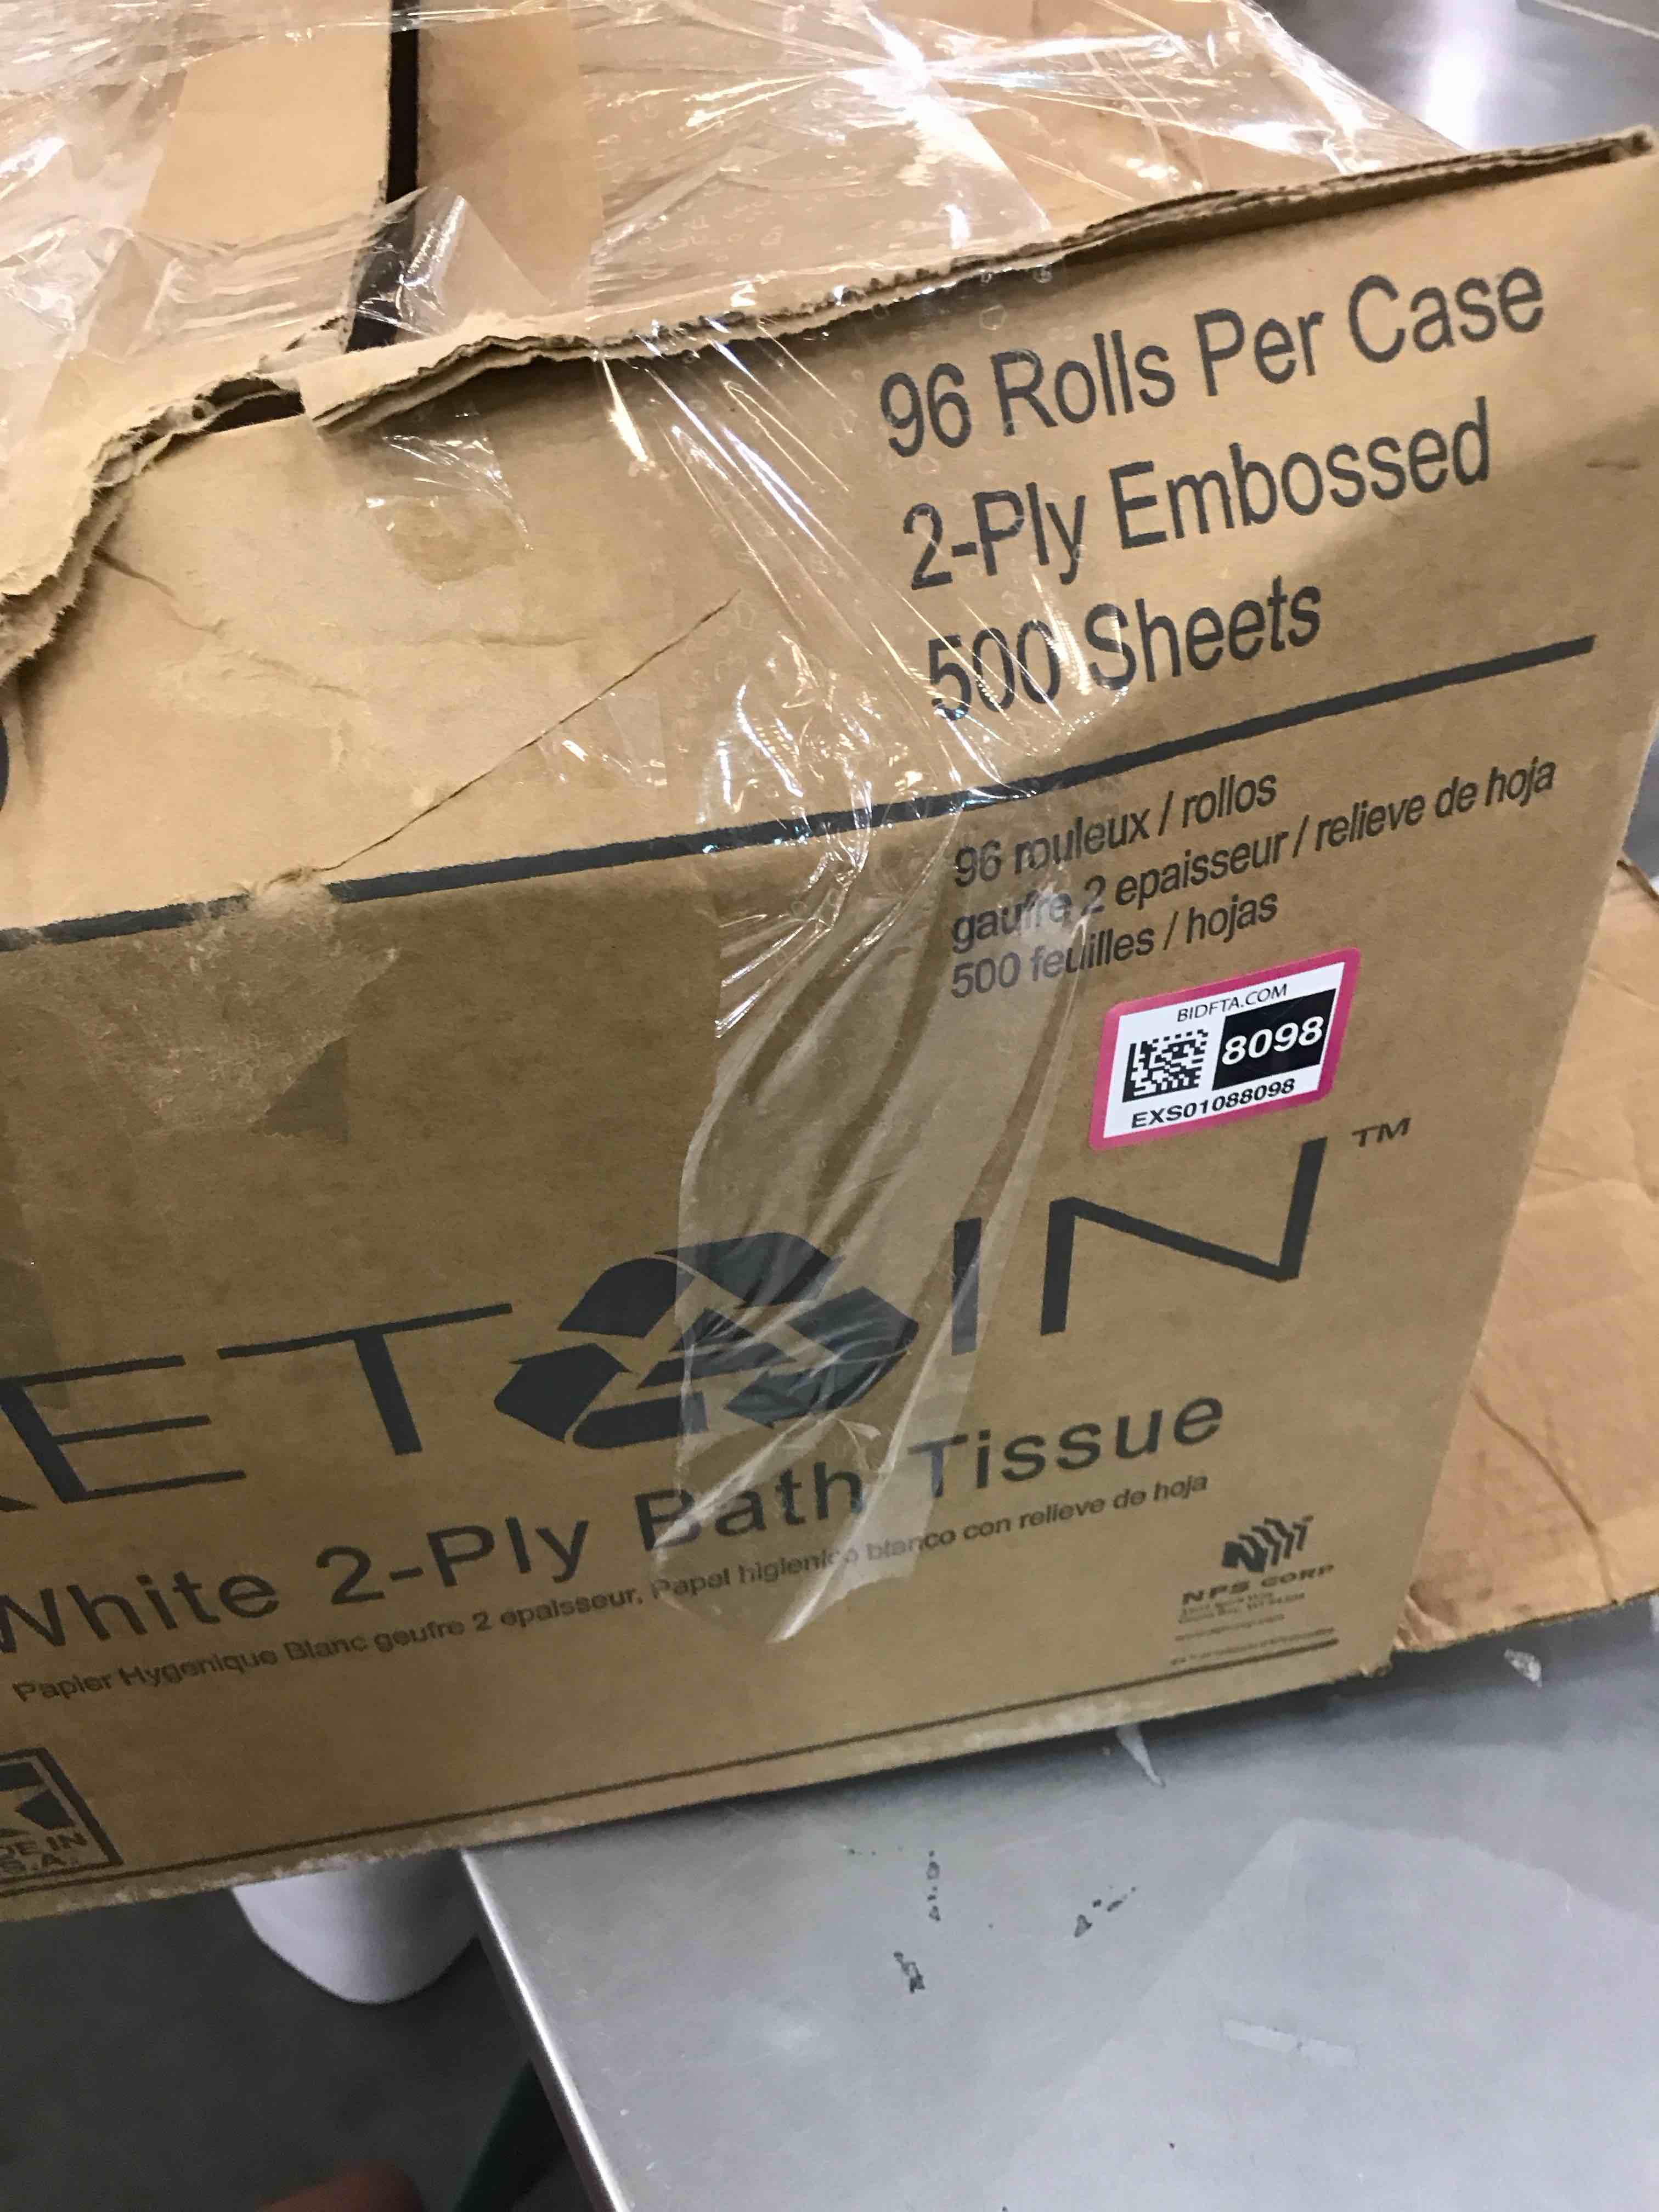 96 Rolls Per Case
2-Ply Embossed
500 Sheets
96 rouleux / rollos
gaufre 2 epaisseur / relieve de hoja
500 feuilles / hojas
BIDFTA.COM
8098
EXS01088098
ET IN TM
White 2-Ply Bath Tissue
Papier Hygenique Blanc geufre 2 epaisseur, Papel higienico blanco con relieve de hoja
NPS CORP